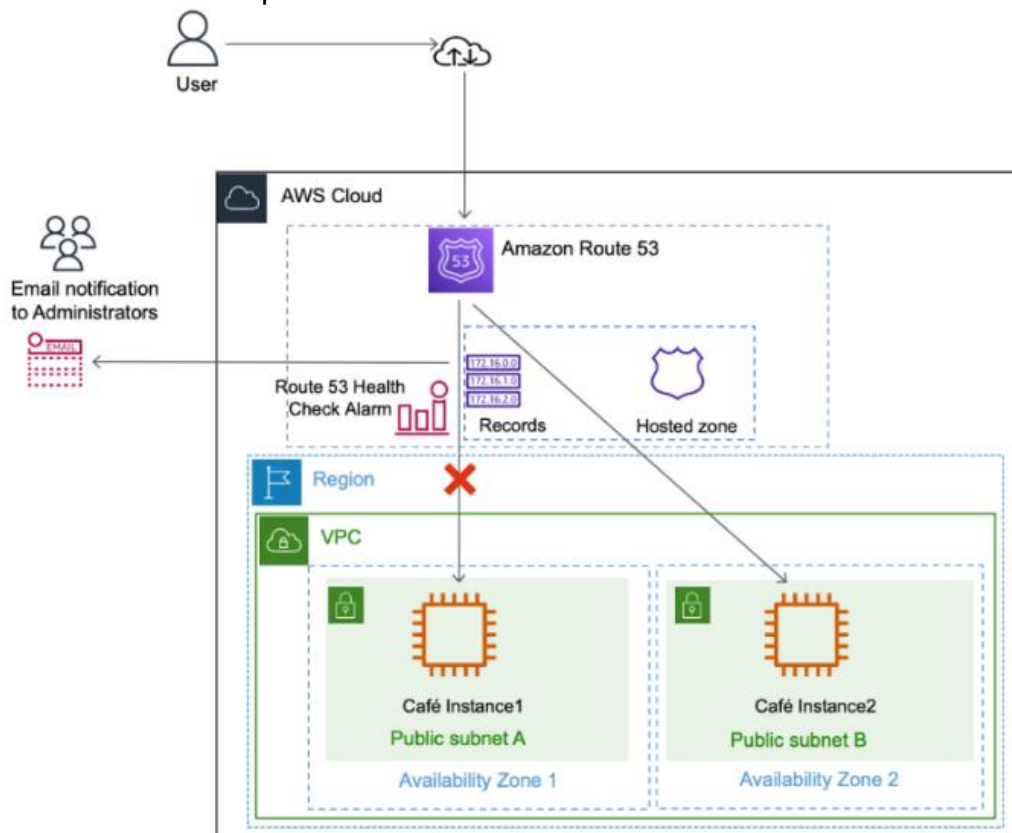 User
AWS Cloud
53
Amazon Route 53
Email notification
to Administrators
EMAIL
172.16.0.0
172.16.1.0
172.16.2.0
Route 53 Health
Check Alarm
Records
Hosted zone
Region
VPC
Café Instance1
Public subnet A
Availability Zone 1
Café Instance2
Public subnet B
Availability Zone 2